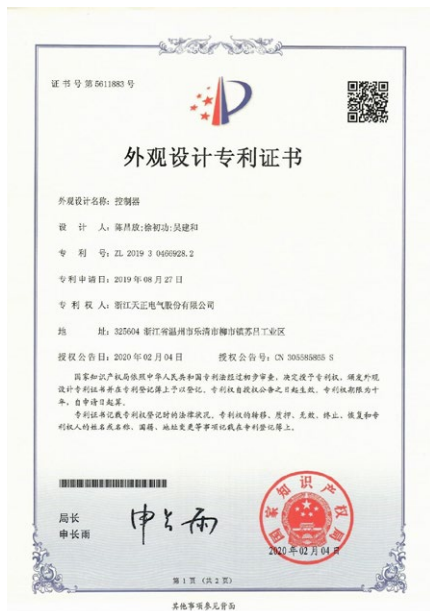 证书号第5611883号
外观设计专利证书
外观设计名称：控制器
设计人：陈昌放;徐初功;吴建和
专利号：ZL 2019 3 0466928.2
专利申请日：2019年08月27日
专利权人：浙江天正电气股份有限公司
地址：325604 浙江省温州市乐清市柳市镇苏吕工业区
授权公告日：2020年02月04日 授权公告号：CN 305585865 S
国家知识产权局依照中华人民共和国专利法经过初步审查，决定授予专利权，颁发外观
设计专利证书并在专利登记簿上予以登记。专利权自授权公告之日起生效。专利权期限为十
年，自申请日起算。
专利证书记载专利权登记时的法律状况。专利权的转移、质押、无效、终止、恢复和专
利权人的姓名或名称、国籍、地址变更等事项记载在专利登记簿上。
局长
申长雨
申长雨
国家知识产权局
2020年02月04日
第 1 页（共 2 页）
其他事项参见背面